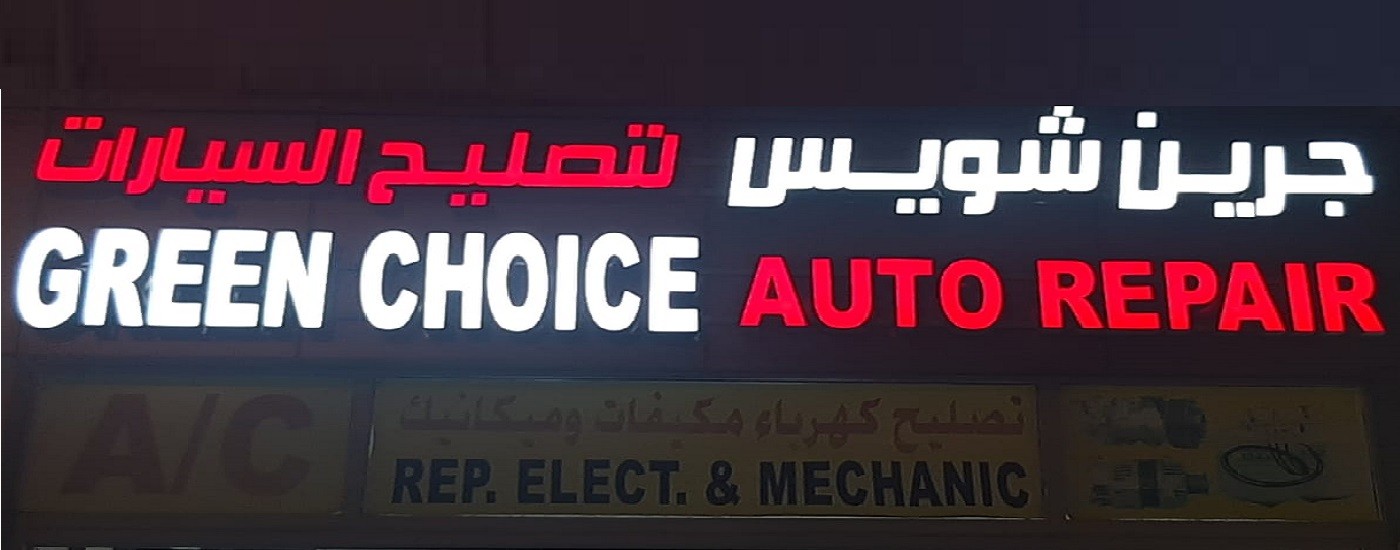 جرين شويس لتصليح السيارات
GREEN CHOICE AUTO REPAIR
A/C
تصليح كهرباء مكيفات وميكانيك
REP. ELECT. & MECHANIC